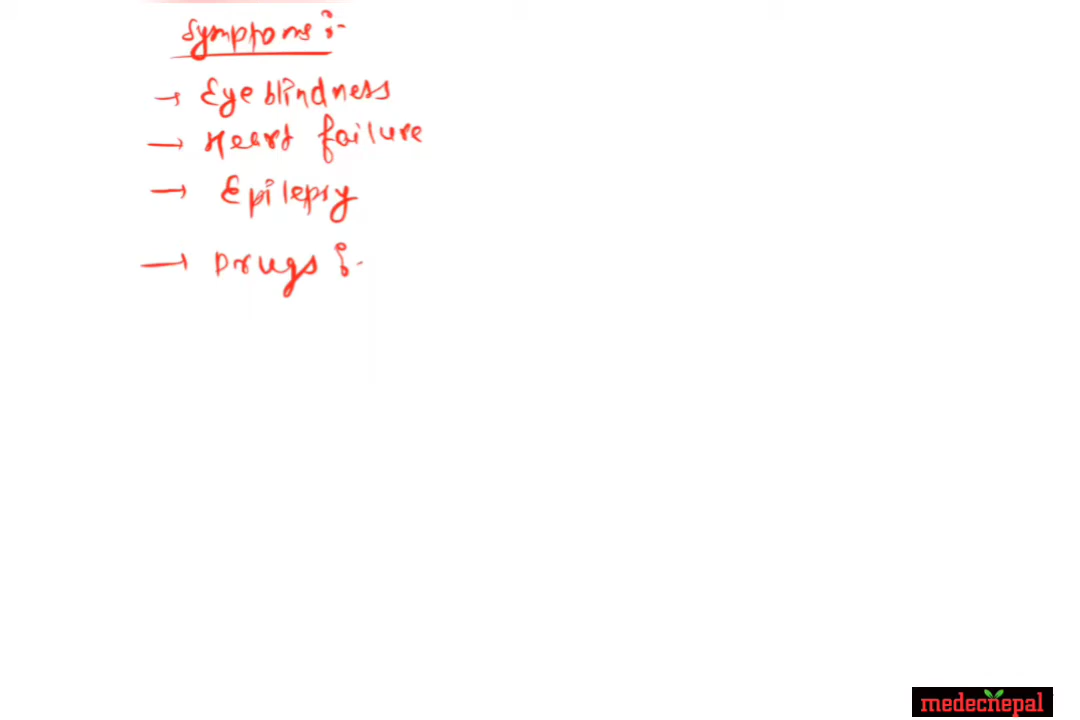 Symptoms :-
→ Eye blindness
→ Heart failure
→ Epilepsy
→ Drugs :-
medecnepal